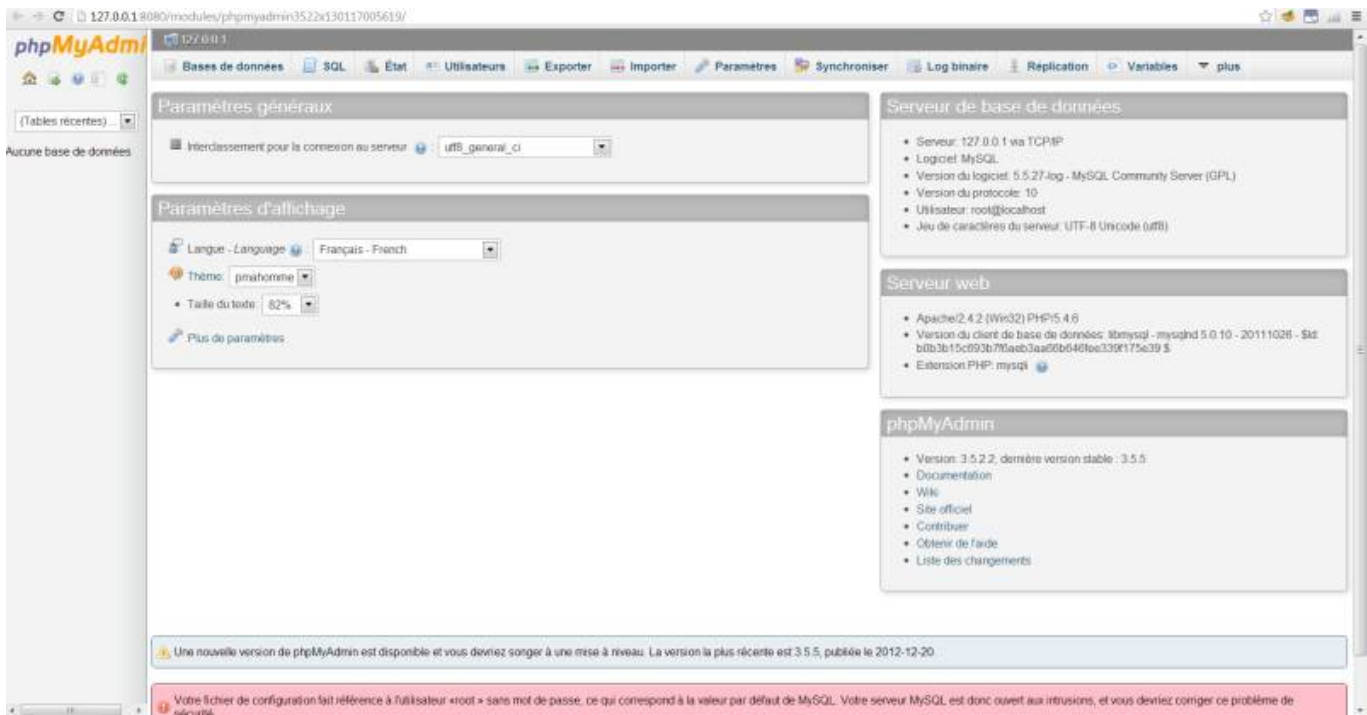 127.0.0.1:8080/modules/phpmyadmin3522x130117005619/
phpMyAdmi
127.0.0.1
Bases de données SQL État Utilisateurs Exporter Importer Paramètres Synchroniser Log binaire Réplication Variables plus
(Tables récentes) ...
Aucune base de données
Paramètres généraux
Interclassement pour la connexion au serveur : utf8_general_ci
Paramètres d'affichage
Langue - Language : Français - French
Thème: pmahomme
Taille du texte: 82%
Plus de paramètres
Serveur de base de données
Serveur: 127.0.0.1 via TCP/IP
Logiciel: MySQL
Version du logiciel: 5.5.27-log - MySQL Community Server (GPL)
Version du protocole: 10
Utilisateur: root@localhost
Jeu de caractères du serveur: UTF-8 Unicode (utf8)
Serveur web
Apache/2.4.2 (Win32) PHP/5.4.6
Version du client de base de données: libmysql - mysqlnd 5.0.10 - 20111026 - $Id:
Extension PHP: mysqli
phpMyAdmin
Version: 3.5.2.2, dernière version stable : 3.5.5
Documentation
Wiki
Site officiel
Contribuer
Obtenir de l'aide
Liste des changements
Une nouvelle version de phpMyAdmin est disponible et vous devriez songer à une mise à niveau. La version la plus récente est 3.5.5, publiée le 2012-12-20.
Votre fichier de configuration fait référence à l'utilisateur «root » sans mot de passe, ce qui correspond à la valeur par défaut de MySQL. Votre serveur MySQL est donc ouvert aux intrusions, et vous devriez corriger ce problème de
sécurité.